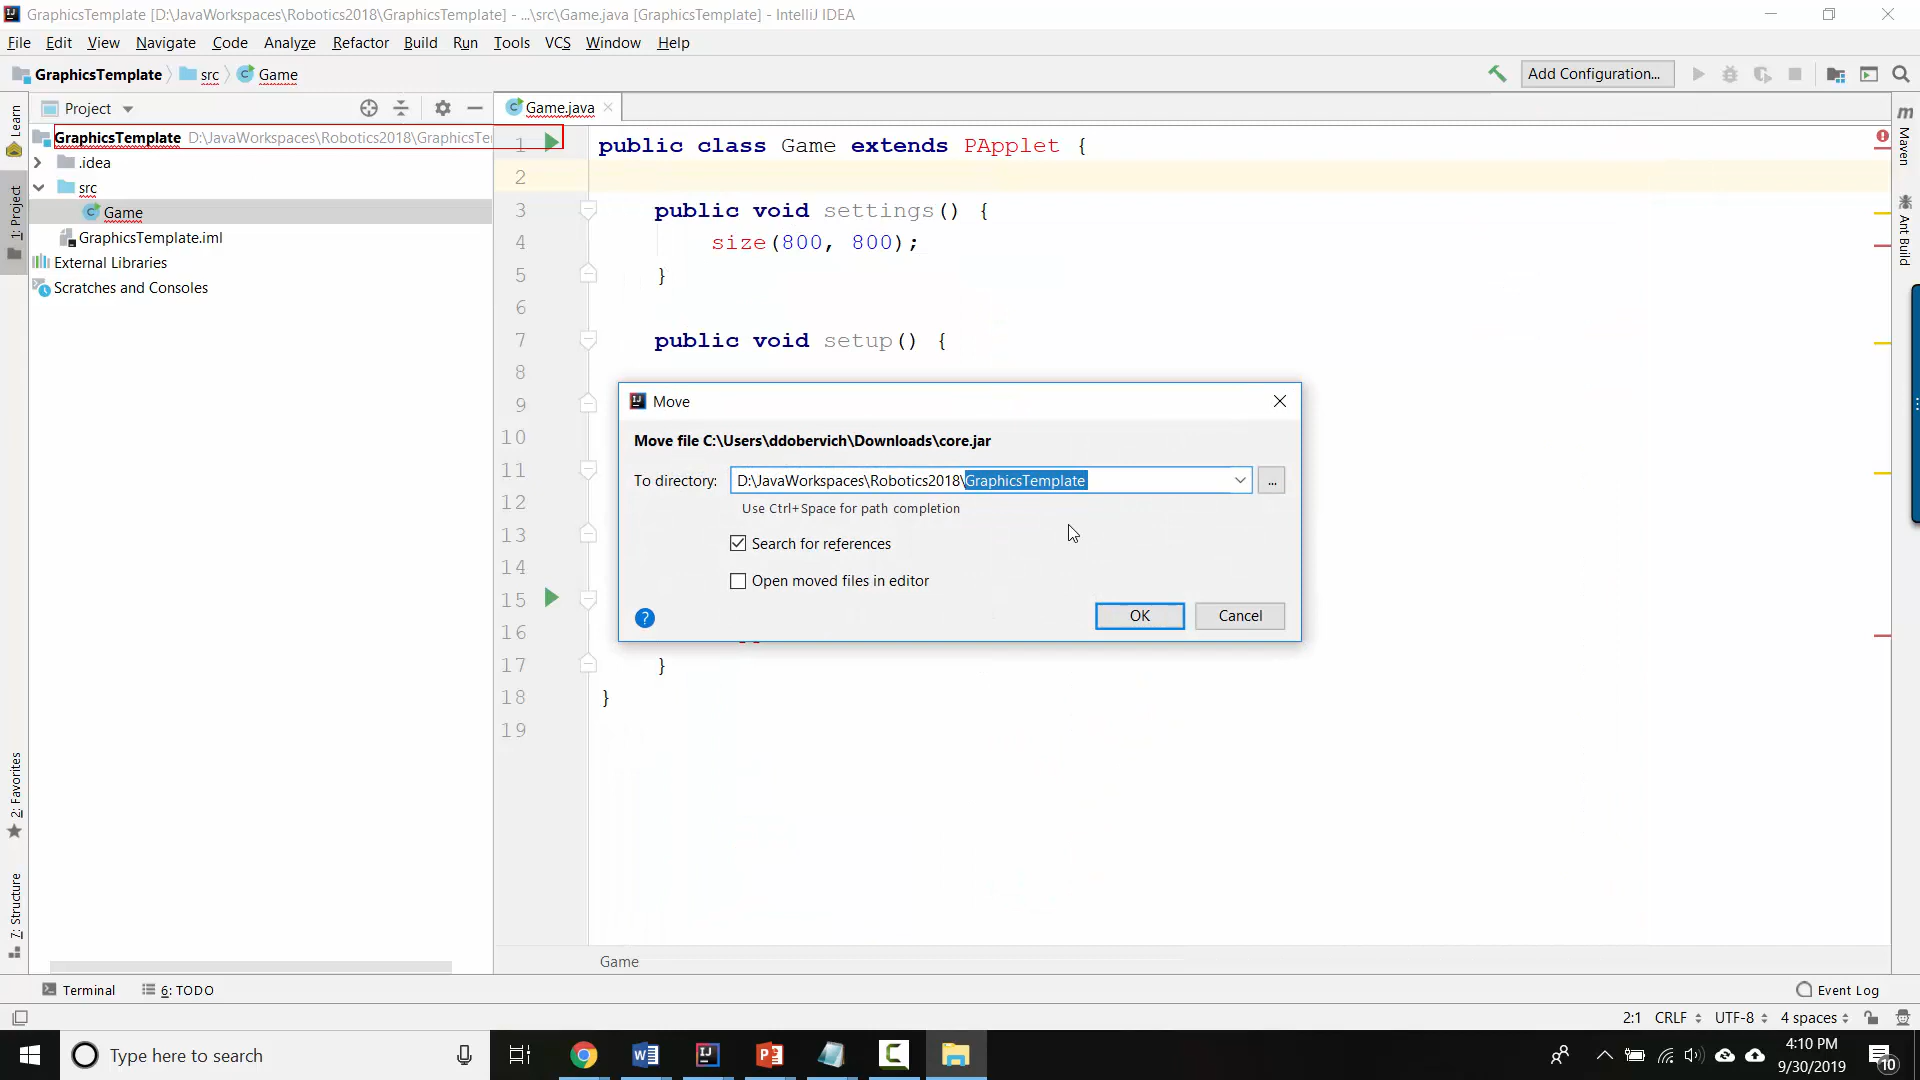 GraphicsTemplate [D:\JavaWorkspaces\Robotics2018\GraphicsTemplate] - ...\src\Game.java [GraphicsTemplate] - IntelliJ IDEA
File Edit View Navigate Code Analyze Refactor Build Run Tools VCS Window Help
GraphicsTemplate src Game
Add Configuration...
Project
Game.java
Learn
1: Project
2: Favorites
7: Structure
Maven
Ant Build
GraphicsTemplate D:\JavaWorkspaces\Robotics2018\GraphicsTe
.idea
src
Game
GraphicsTemplate.iml
External Libraries
Scratches and Consoles
1 public class Game extends PApplet {
2
3 public void settings() {
4 size(800, 800);
5 }
6
7 public void setup() {
8
9
10
11
12
13
14
15
16
17 }
18 }
19
Move
Move file C:\Users\ddobervich\Downloads\core.jar
To directory: D:\JavaWorkspaces\Robotics2018\GraphicsTemplate
...
Use Ctrl+Space for path completion
Search for references
Open moved files in editor
? OK Cancel
Game
Terminal 6: TODO Event Log
2:1 CRLF UTF-8 4 spaces
Type here to search
4:10 PM
9/30/2019
10